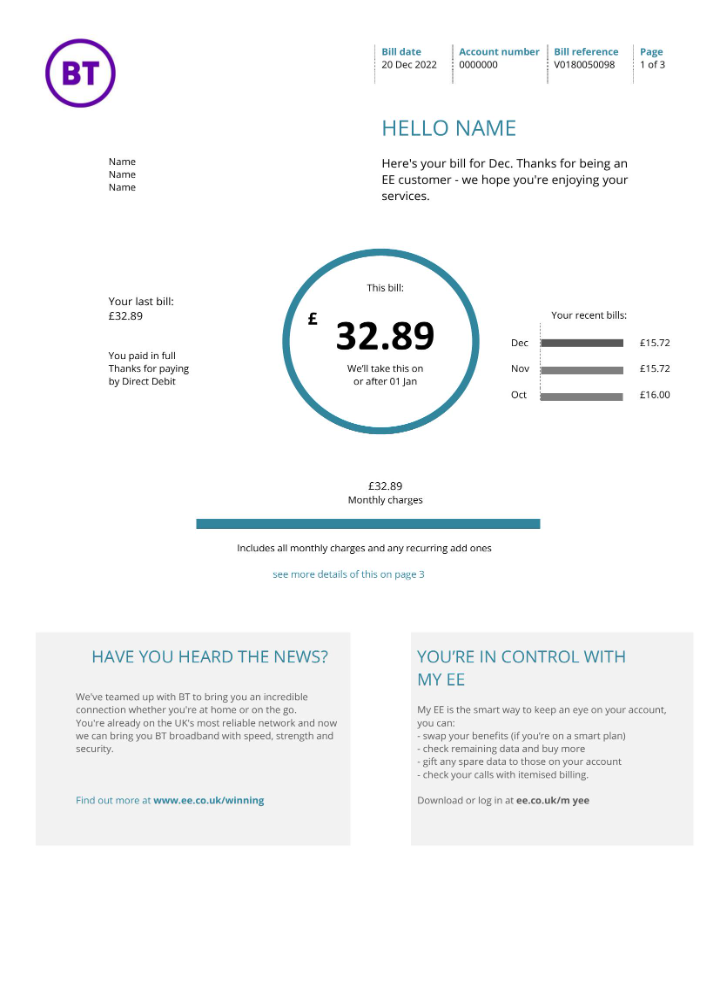 BT
Bill date
20 Dec 2022
Account number
0000000
Bill reference
V0180050098
Page
1 of 3
HELLO NAME
Name
Name
Name
Here's your bill for Dec. Thanks for being an
EE customer - we hope you're enjoying your
services.
Your last bill:
£32.89
You paid in full
Thanks for paying
by Direct Debit
This bill:
£
32.89
We'll take this on
or after 01 Jan
Your recent bills:
Dec £15.72
Nov £15.72
Oct £16.00
£32.89
Monthly charges
Includes all monthly charges and any recurring add ones
see more details of this on page 3
HAVE YOU HEARD THE NEWS?
We've teamed up with BT to bring you an incredible
connection whether you're at home or on the go.
You're already on the UK's most reliable network and now
we can bring you BT broadband with speed, strength and
security.
Find out more at www.ee.co.uk/winning
YOU'RE IN CONTROL WITH
MY EE
My EE is the smart way to keep an eye on your account,
you can:
- swap your benefits (if you're on a smart plan)
- check remaining data and buy more
- gift any spare data to those on your account
- check your calls with itemised billing.
Download or log in at ee.co.uk/m yee